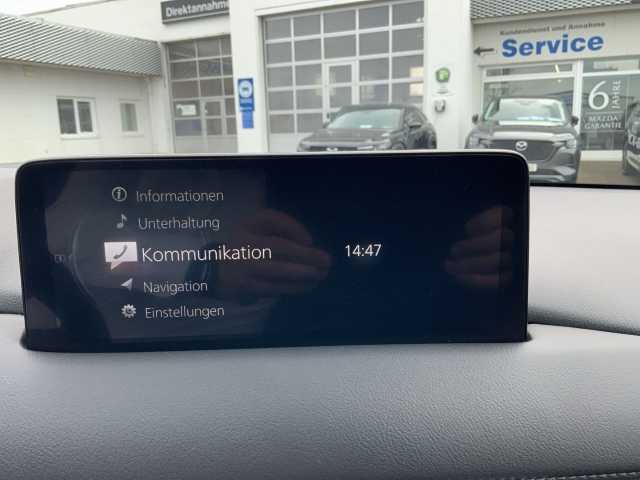 Direktannahme
Kundendienst und Annahme
Service
6 JAHRE
MAZDA
GARANTIE
Informationen
Unterhaltung
Kommunikation
14:47
Navigation
Einstellungen